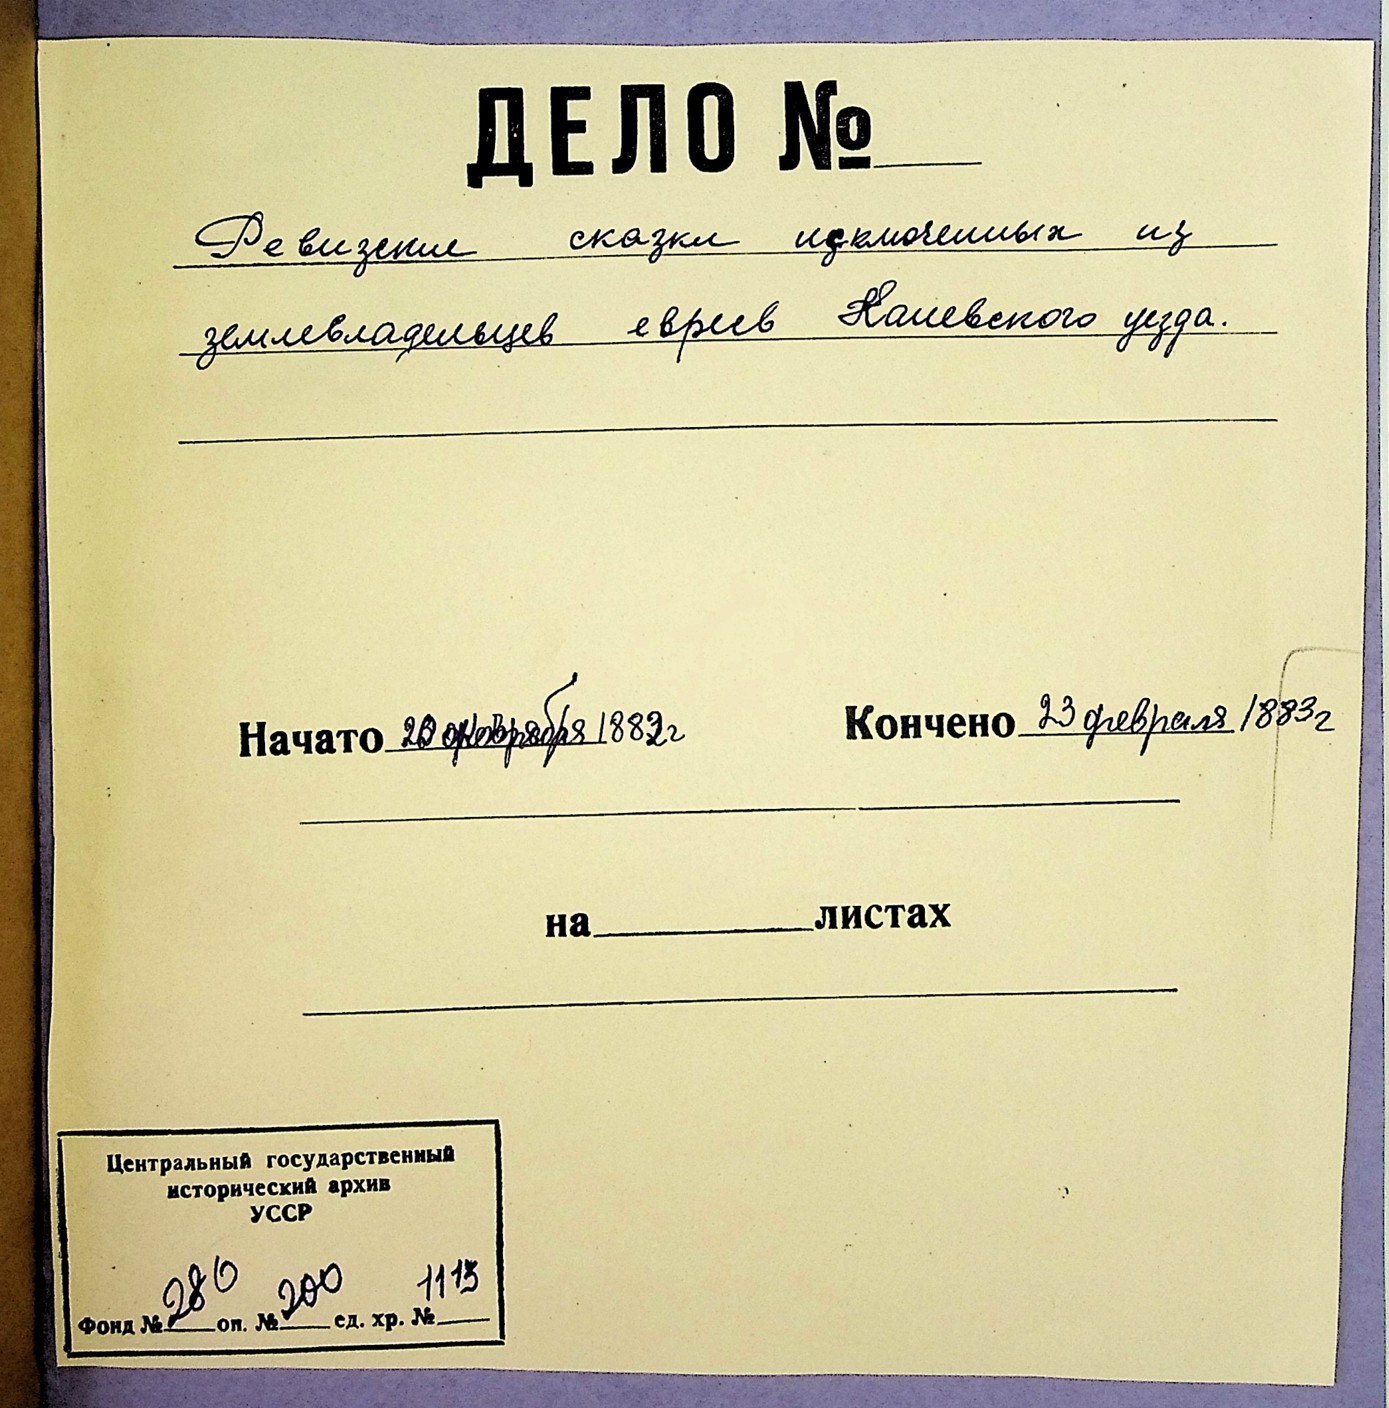 ДЕЛО №
Ревизские сказки исключенных из
землевладельцев евреев Каневского уезда.
Начато 1882г Кончено 23 февраля 1883г
на листах
Центральный государственный
исторический архив
УССР
Фонд № 280 оп. № 200 ед. хр. № 1113